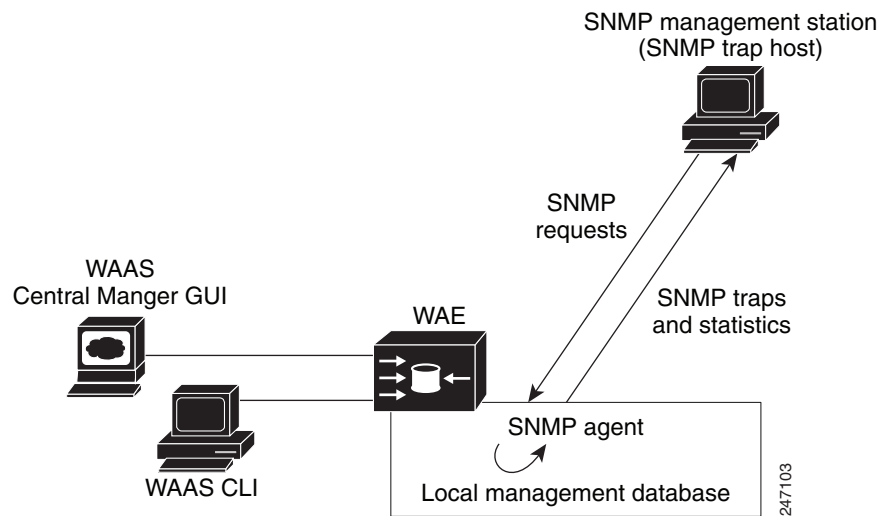 SNMP management station
(SNMP trap host)
SNMP
requests
WAAS
Central Manger GUI
SNMP traps
and statistics
WAE
SNMP agent
WAAS CLI
Local management database
247103